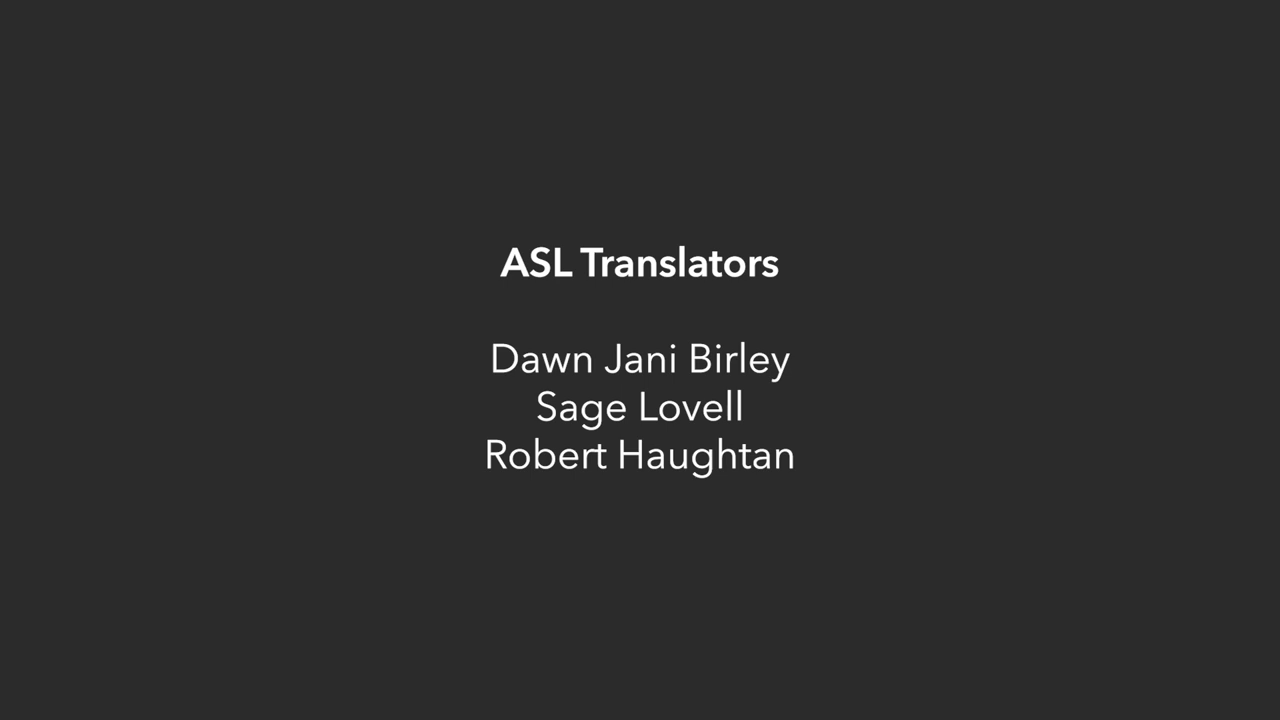 ASL Translators
Dawn Jani Birley
Sage Lovell
Robert Haughtan